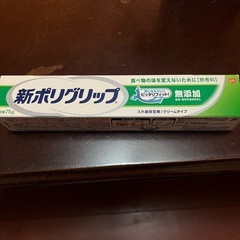 食べ物の味を変えないために【無香料】
新ポリグリップ
ピッタリフィット
無添加
入れ歯安定剤/クリームタイプ
75g